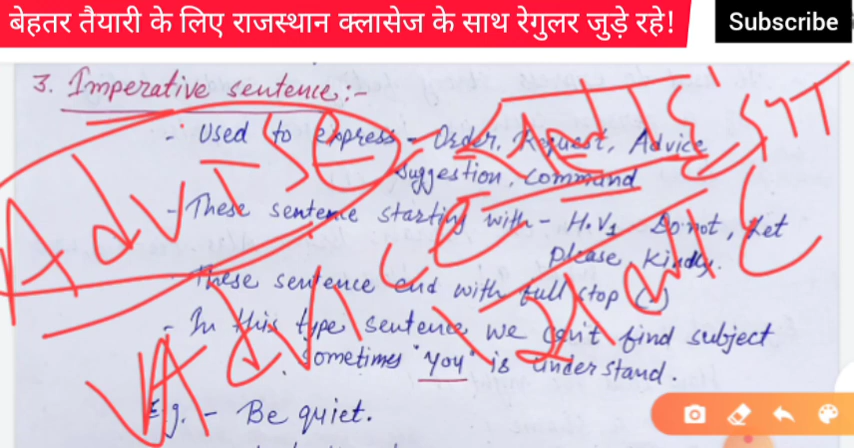 बेहतर तैयारी के लिए राजस्थान क्लासेज के साथ रेगुलर जुड़े रहे!
Subscribe
3. Imperative sentence:-
- Used to express - Order, Request, Advice
Suggestion, Command
- These sentence starting with - H.V1 Do not, Let
please, Kindly.
- These sentence end with full stop (.)
- In this type sentence we can't find subject
Sometimes "you" is understand.
E.g. - Be quiet.
Advise
Advice